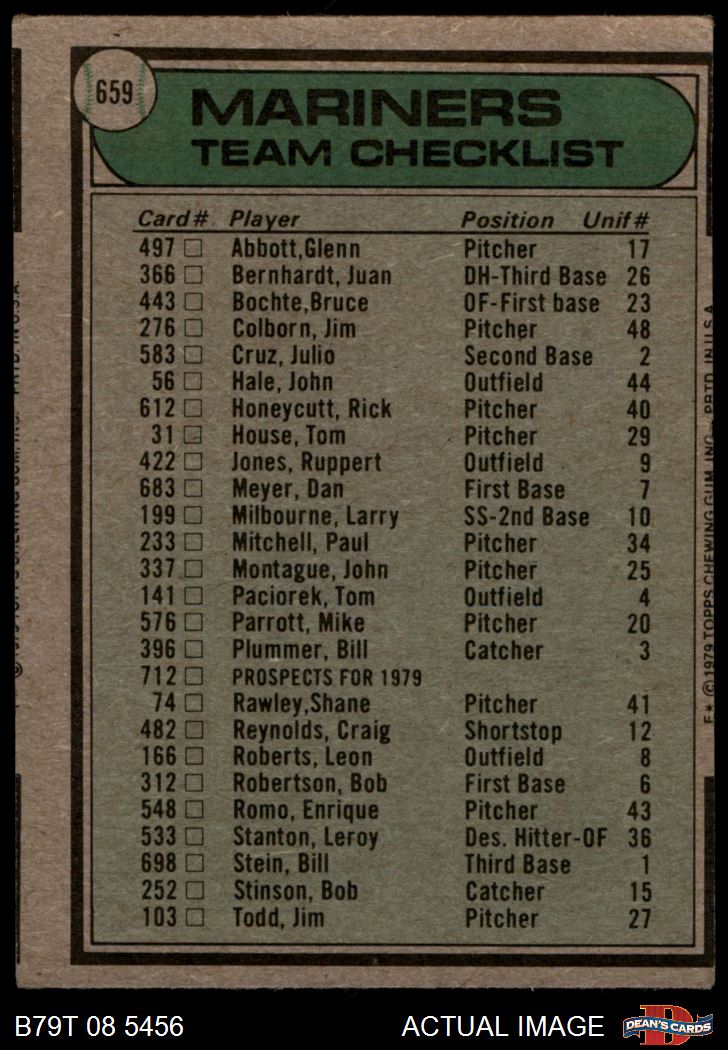 659
MARINERS
TEAM CHECKLIST
Card# Player Position Unif#
497 Abbott,Glenn Pitcher 17
366 Bernhardt, Juan DH-Third Base 26
443 Bochte,Bruce OF-First base 23
276 Colborn, Jim Pitcher 48
583 Cruz, Julio Second Base 2
56 Hale, John Outfield 44
612 Honeycutt, Rick Pitcher 40
31 House, Tom Pitcher 29
422 Jones, Ruppert Outfield 9
683 Meyer, Dan First Base 7
199 Milbourne, Larry SS-2nd Base 10
233 Mitchell, Paul Pitcher 34
337 Montague, John Pitcher 25
141 Paciorek, Tom Outfield 4
576 Parrott, Mike Pitcher 20
396 Plummer, Bill Catcher 3
712 PROSPECTS FOR 1979
74 Rawley,Shane Pitcher 41
482 Reynolds, Craig Shortstop 12
166 Roberts, Leon Outfield 8
312 Robertson, Bob First Base 6
548 Romo, Enrique Pitcher 43
533 Stanton, Leroy Des. Hitter-OF 36
698 Stein, Bill Third Base 1
252 Stinson, Bob Catcher 15
103 Todd, Jim Pitcher 27
F* © 1979 TOPPS CHEWING GUM, INC. PRTD. IN U.S.A.
B79T 08 5456 ACTUAL IMAGE
D
DEAN'S CARDS